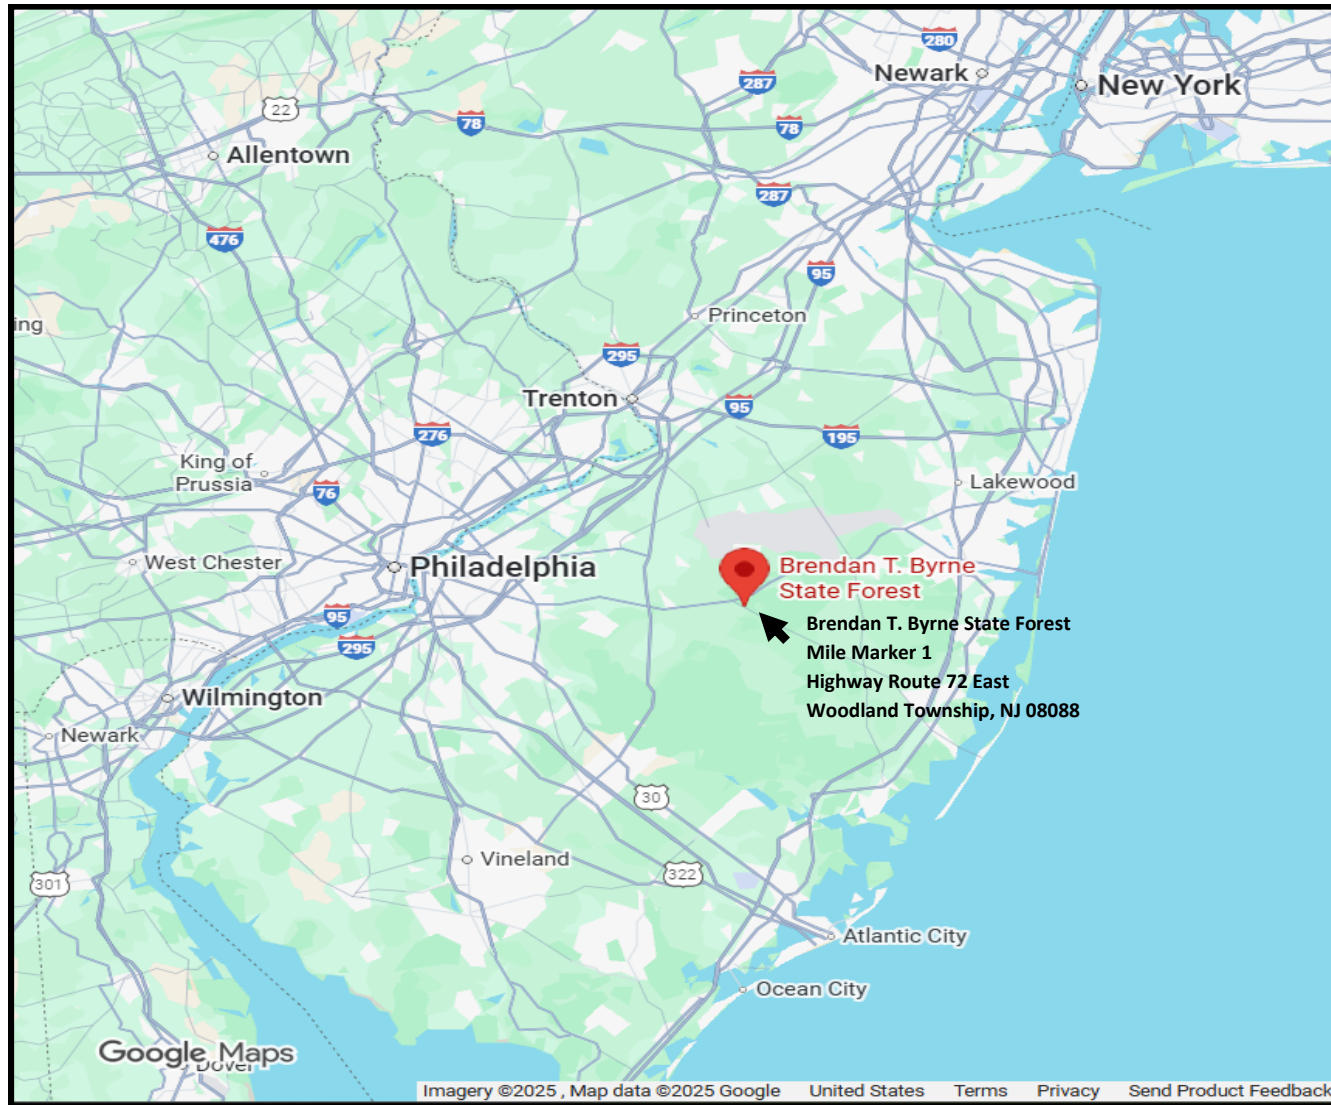 280
Newark
New York
287
22
78
78
Allentown
287
476
95
Princeton
ing
295
Trenton
95
276
195
King of
Prussia
76
Lakewood
West Chester
Philadelphia
Brendan T. Byrne
State Forest
95
295
Brendan T. Byrne State Forest
Mile Marker 1
Highway Route 72 East
Woodland Township, NJ 08088
Wilmington
Newark
30
Vineland
322
301
Atlantic City
Ocean City
Google Maps
Dover
Imagery ©2025 , Map data ©2025 Google United States Terms Privacy Send Product Feedback